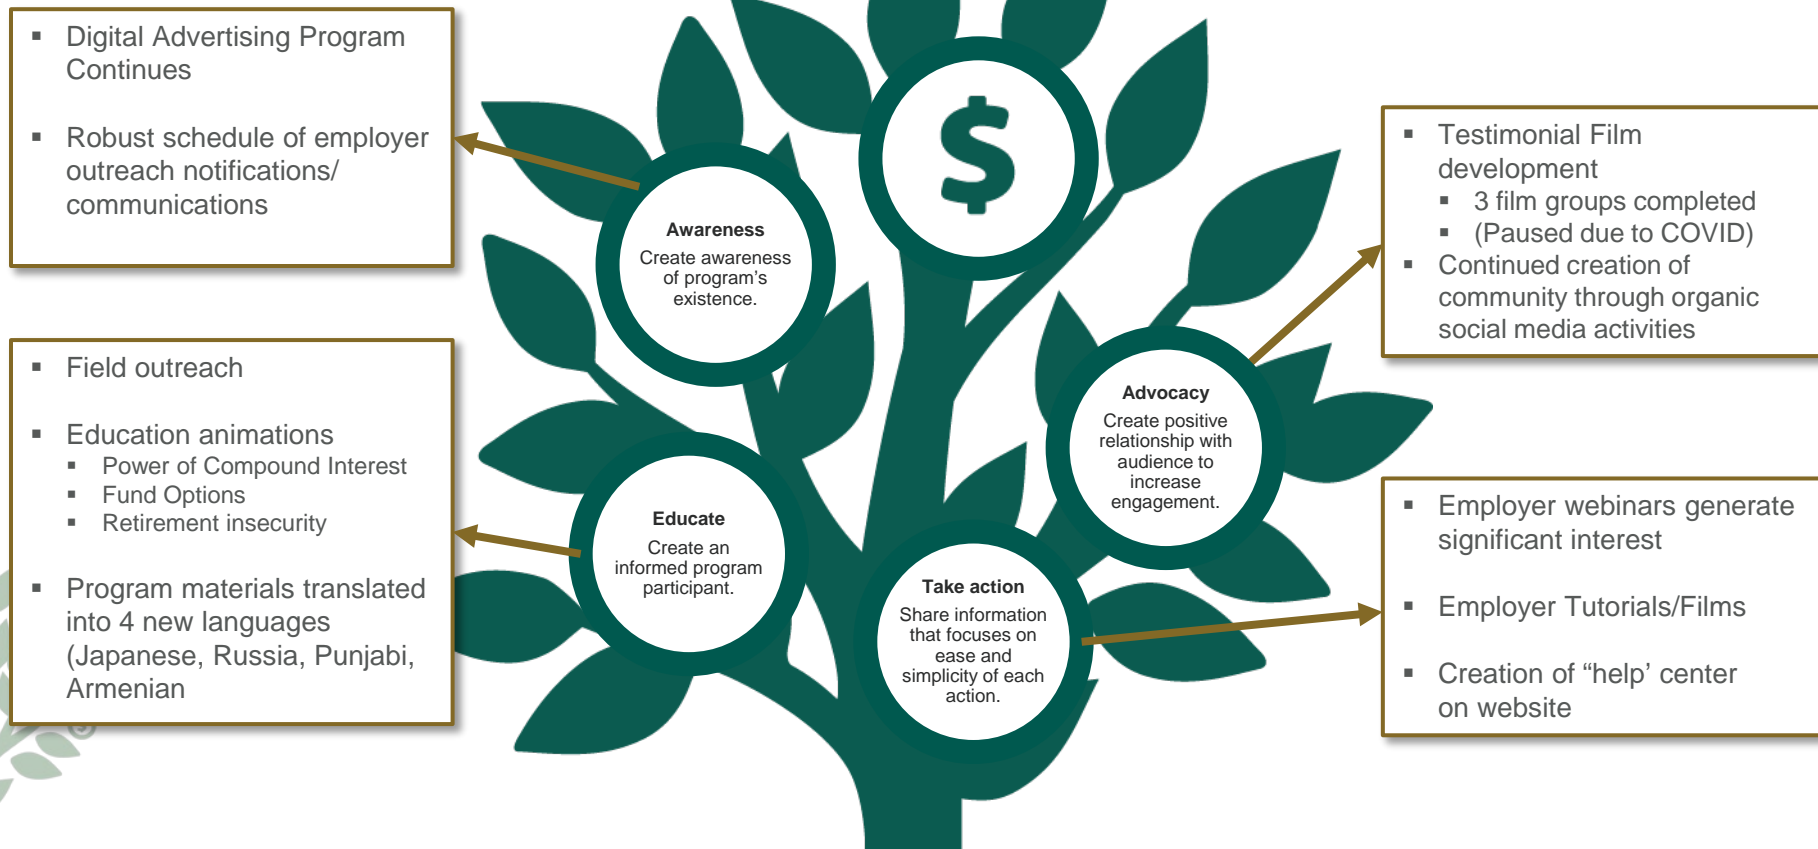 ▪ Digital Advertising Program
Continues
▪ Robust schedule of employer
outreach notifications/
communications
▪ Field outreach
▪ Education animations
▪ Power of Compound Interest
▪ Fund Options
▪ Retirement insecurity
▪ Program materials translated
into 4 new languages
(Japanese, Russia, Punjabi,
Armenian
$
Awareness
Create awareness
of program's
existence.
Educate
Create an
informed program
participant.
Advocacy
Create positive
relationship with
audience to
increase
engagement.
Take action
Share information
that focuses on
ease and
simplicity of each
action.
▪ Testimonial Film
development
▪ 3 film groups completed
▪ (Paused due to COVID)
▪ Continued creation of
community through organic
social media activities
▪ Employer webinars generate
significant interest
▪ Employer Tutorials/Films
▪ Creation of “help’ center
on website